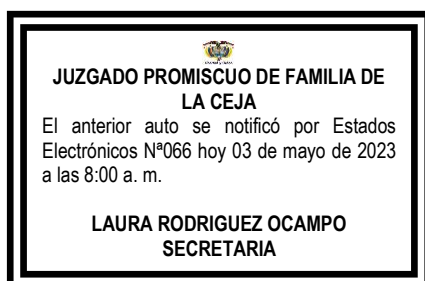 JUZGADO PROMISCUO DE FAMILIA DE
LA CEJA
El anterior auto se notificó por Estados
Electrónicos Nª066 hoy 03 de mayo de 2023
a las 8:00 a. m.
LAURA RODRIGUEZ OCAMPO
SECRETARIA